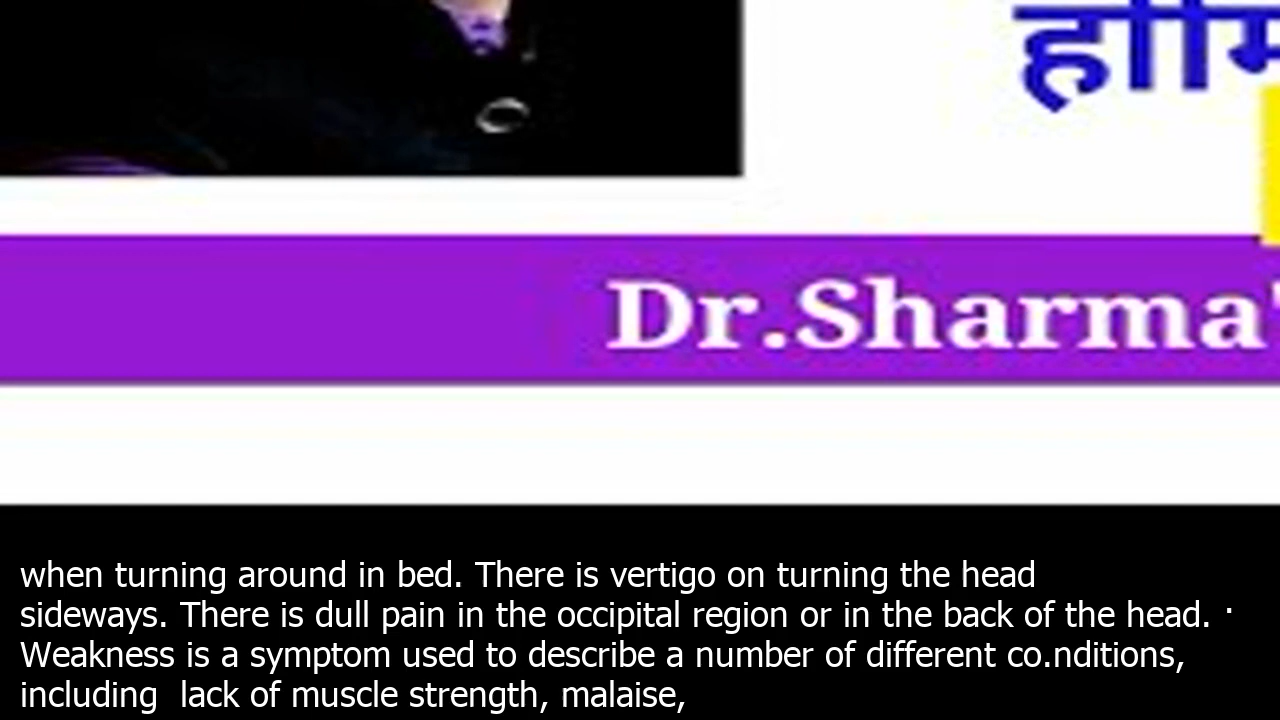 Dr.Sharma'
when turning around in bed. There is vertigo on turning the head
sideways. There is dull pain in the occipital region or in the back of the head. ·
Weakness is a symptom used to describe a number of different co.nditions,
including  lack of muscle strength, malaise,